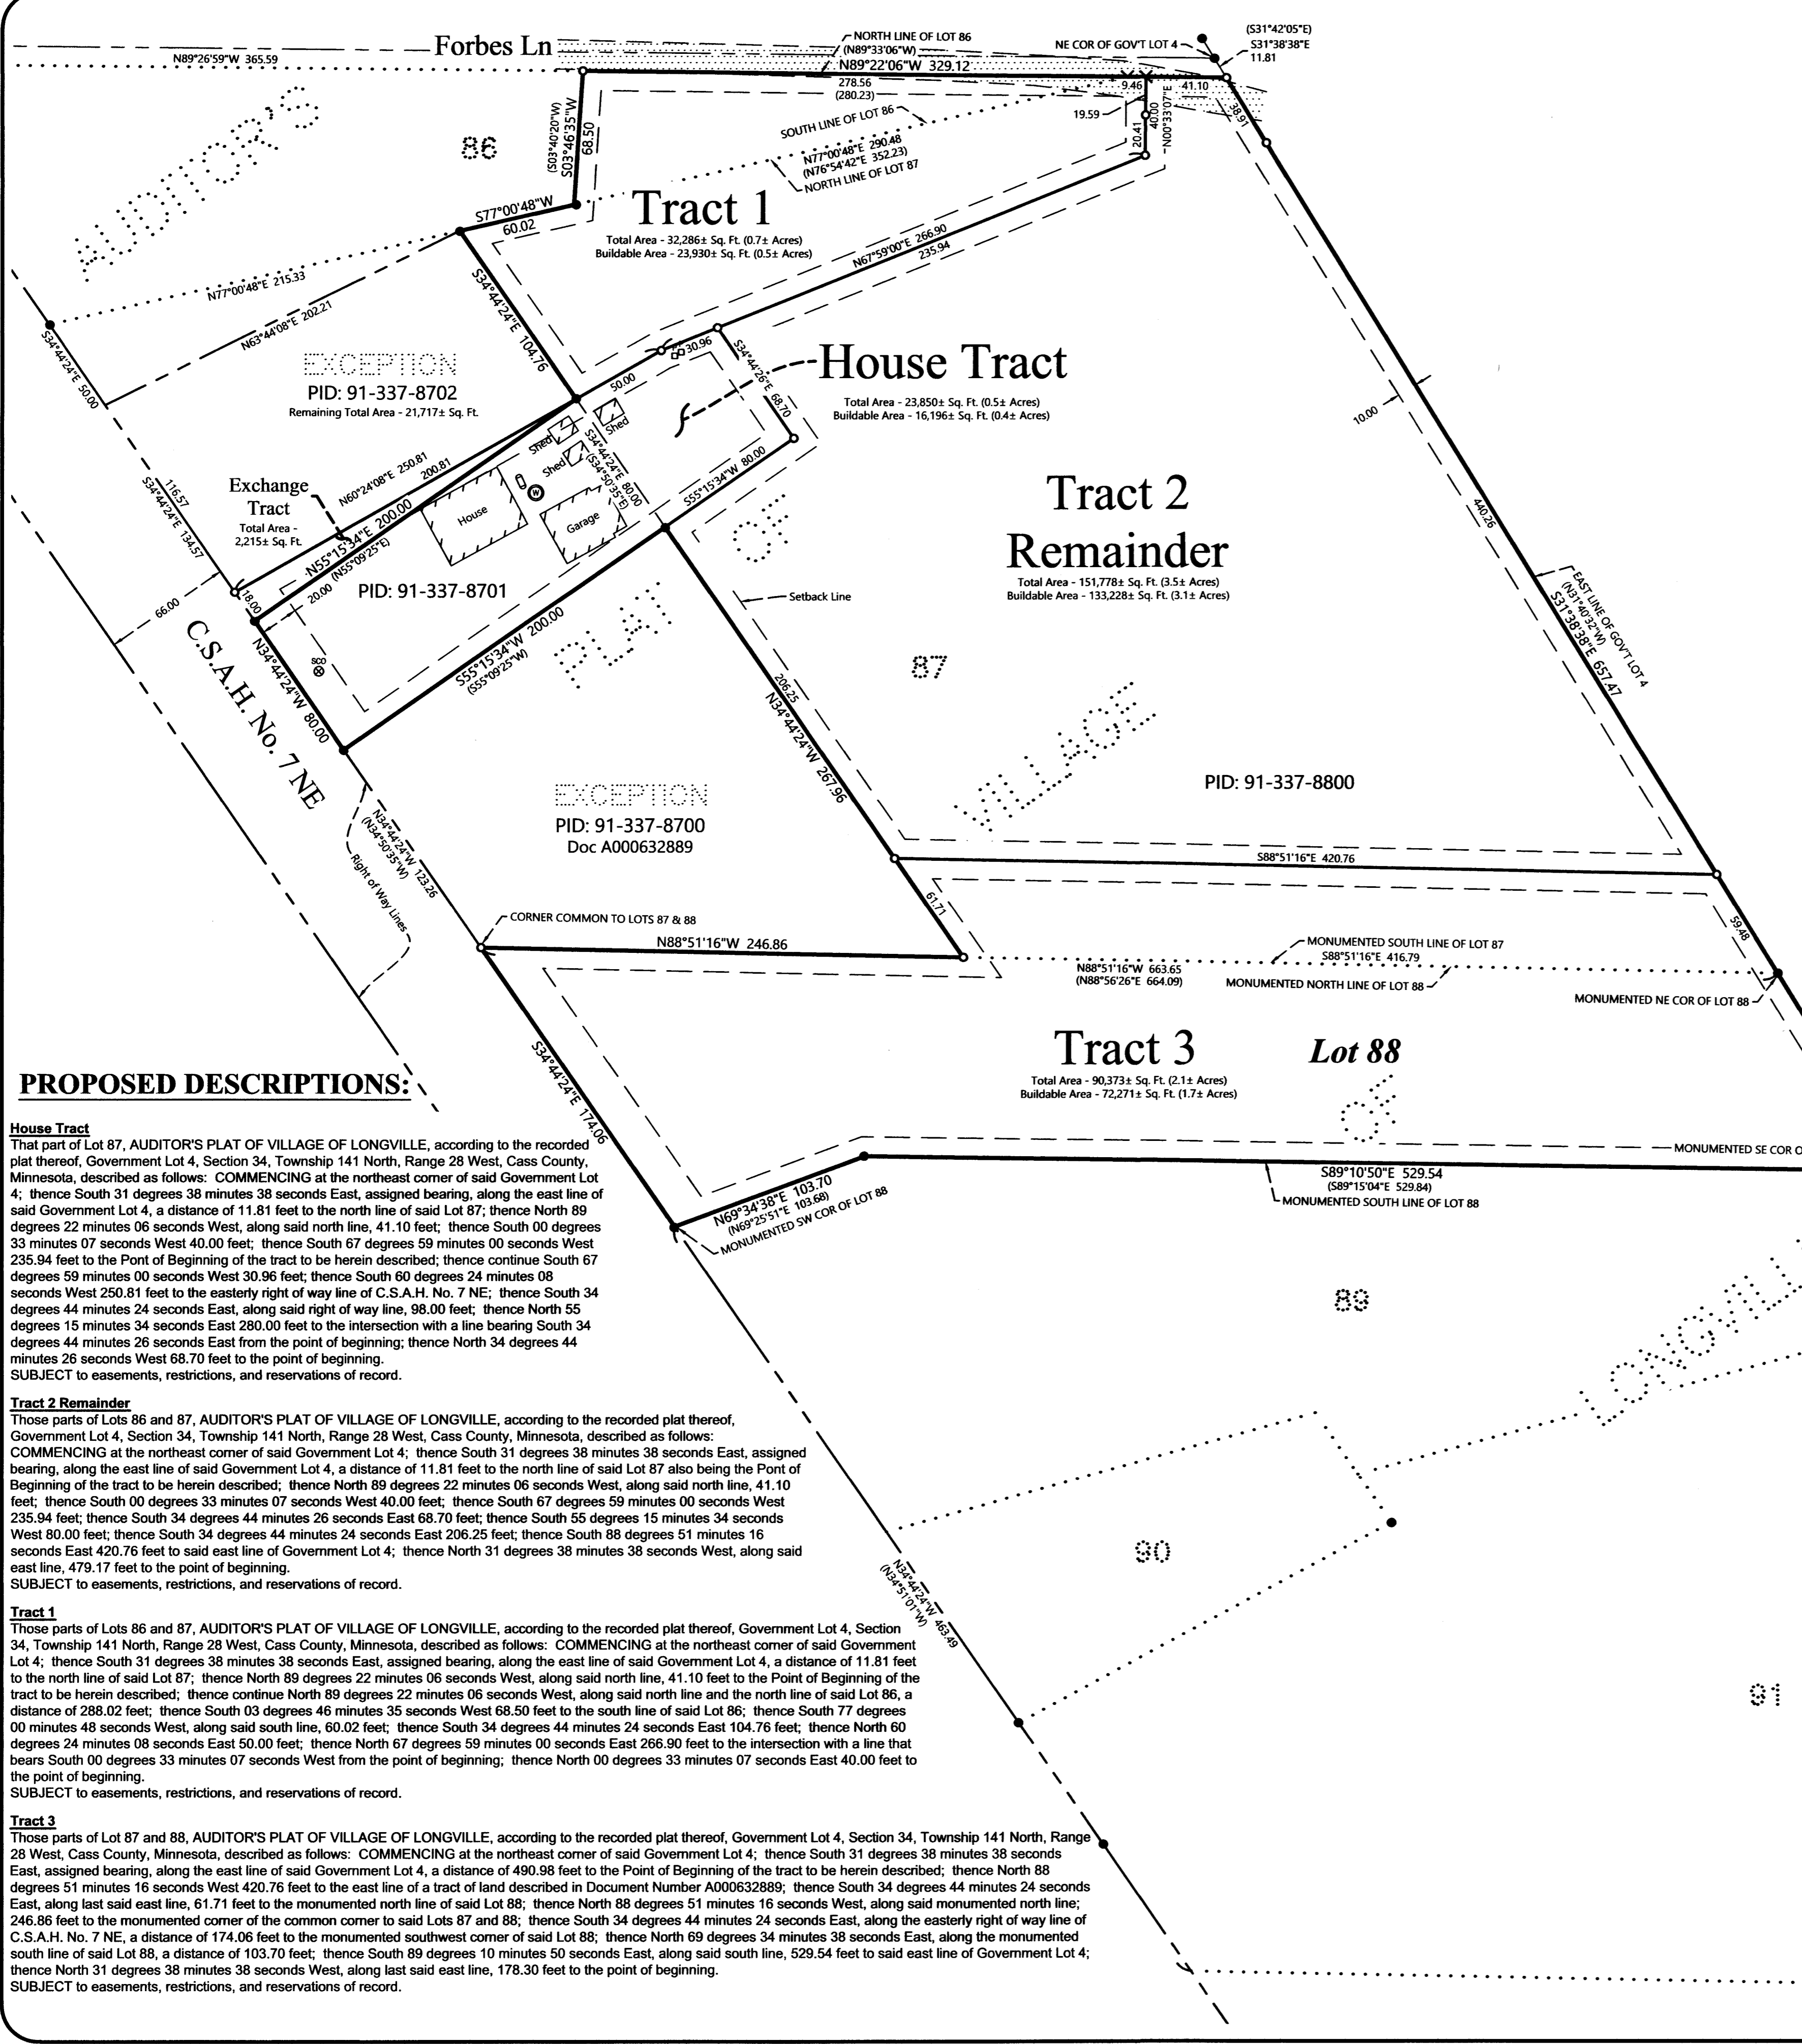 Forbes Ln
N89°26'59"W 365.59
NORTH LINE OF LOT 86
(N89°33'06"W)
N89°22'06"W 329.12
278.56
(280.23)
NE COR OF GOV'T LOT 4
(S31°42'05"E)
S31°38'38"E
11.81
9.46
41.10
38.91
19.59
20.41
40.00
N00°33'07"E
AUDITOR'S
86
(S03°40'20"W)
S03°46'35"W
68.50
SOUTH LINE OF LOT 86
N77°00'48"E 290.48
(N76°54'42"E 352.23)
NORTH LINE OF LOT 87
S77°00'48"W
60.02
Tract 1
Total Area - 32,286± Sq. Ft. (0.7± Acres)
Buildable Area - 23,930± Sq. Ft. (0.5± Acres)
N67°59'00"E 266.90
235.94
N77°00'48"E 215.33
N63°44'08"E 202.21
S34°44'24"E 104.76
S34°44'24"E 50.00
EXCEPTION
PID: 91-337-8702
Remaining Total Area - 21,717± Sq. Ft.
50.00
30.96
S34°44'26"E 68.70
House Tract
Total Area - 23,850± Sq. Ft. (0.5± Acres)
Buildable Area - 16,196± Sq. Ft. (0.4± Acres)
10.00
Shed
Shed
Shed
S34°44'24"E 80.00
(S34°50'35"E)
S55°15'34"W 80.00
116.57
S34°44'24"E 134.57
Exchange
Tract
Total Area -
2,215± Sq. Ft.
N60°24'08"E 250.81
200.81
N55°15'34"E 200.00
(N55°09'25"E)
House
W
Garage
OF
Tract 2
Remainder
Total Area - 151,778± Sq. Ft. (3.5± Acres)
Buildable Area - 133,228± Sq. Ft. (3.1± Acres)
440.26
EAST LINE OF GOV'T LOT 4
(N31°40'32"W)
S31°38'38"E 657.47
66.00
18.00
20.00
PID: 91-337-8701
PLAT
Setback Line
C.S.A.H. No. 7 NE
N34°44'24"W 80.00
SCO
S55°15'34"W 200.00
(S55°09'25"W)
87
206.25
N34°44'24"W 267.96
VILLAGE
PID: 91-337-8800
EXCEPTION
PID: 91-337-8700
Doc A000632889
N34°44'24"W 123.26
(N34°50'35"W)
Right of Way Lines
S88°51'16"E 420.76
61.71
59.48
CORNER COMMON TO LOTS 87 & 88
N88°51'16"W 246.86
MONUMENTED SOUTH LINE OF LOT 87
S88°51'16"E 416.79
N88°51'16"W 663.65
(N88°56'26"E 664.09)
MONUMENTED NORTH LINE OF LOT 88
MONUMENTED NE COR OF LOT 88
S34°44'24"E 174.06
Tract 3
Lot 88
Total Area - 90,373± Sq. Ft. (2.1± Acres)
Buildable Area - 72,271± Sq. Ft. (1.7± Acres)
OF
MONUMENTED SE COR O
N69°34'38"E 103.70
(N69°25'51"E 103.68)
MONUMENTED SW COR OF LOT 88
S89°10'50"E 529.54
(S89°15'04"E 529.84)
MONUMENTED SOUTH LINE OF LOT 88
89
LONGVILL
90
N34°44'24"W 463.49
(N34°51'01"W)
91
PROPOSED DESCRIPTIONS:
House Tract
That part of Lot 87, AUDITOR'S PLAT OF VILLAGE OF LONGVILLE, according to the recorded
plat thereof, Government Lot 4, Section 34, Township 141 North, Range 28 West, Cass County,
Minnesota, described as follows: COMMENCING at the northeast corner of said Government Lot
4; thence South 31 degrees 38 minutes 38 seconds East, assigned bearing, along the east line of
said Government Lot 4, a distance of 11.81 feet to the north line of said Lot 87; thence North 89
degrees 22 minutes 06 seconds West, along said north line, 41.10 feet; thence South 00 degrees
33 minutes 07 seconds West 40.00 feet; thence South 67 degrees 59 minutes 00 seconds West
235.94 feet to the Pont of Beginning of the tract to be herein described; thence continue South 67
degrees 59 minutes 00 seconds West 30.96 feet; thence South 60 degrees 24 minutes 08
seconds West 250.81 feet to the easterly right of way line of C.S.A.H. No. 7 NE; thence South 34
degrees 44 minutes 24 seconds East, along said right of way line, 98.00 feet; thence North 55
degrees 15 minutes 34 seconds East 280.00 feet to the intersection with a line bearing South 34
degrees 44 minutes 26 seconds East from the point of beginning; thence North 34 degrees 44
minutes 26 seconds West 68.70 feet to the point of beginning.
SUBJECT to easements, restrictions, and reservations of record.
Tract 2 Remainder
Those parts of Lots 86 and 87, AUDITOR'S PLAT OF VILLAGE OF LONGVILLE, according to the recorded plat thereof,
Government Lot 4, Section 34, Township 141 North, Range 28 West, Cass County, Minnesota, described as follows:
COMMENCING at the northeast corner of said Government Lot 4; thence South 31 degrees 38 minutes 38 seconds East, assigned
bearing, along the east line of said Government Lot 4, a distance of 11.81 feet to the north line of said Lot 87 also being the Pont of
Beginning of the tract to be herein described; thence North 89 degrees 22 minutes 06 seconds West, along said north line, 41.10
feet; thence South 00 degrees 33 minutes 07 seconds West 40.00 feet; thence South 67 degrees 59 minutes 00 seconds West
235.94 feet; thence South 34 degrees 44 minutes 26 seconds East 68.70 feet; thence South 55 degrees 15 minutes 34 seconds
West 80.00 feet; thence South 34 degrees 44 minutes 24 seconds East 206.25 feet; thence South 88 degrees 51 minutes 16
seconds East 420.76 feet to said east line of Government Lot 4; thence North 31 degrees 38 minutes 38 seconds West, along said
east line, 479.17 feet to the point of beginning.
SUBJECT to easements, restrictions, and reservations of record.
Tract 1
Those parts of Lots 86 and 87, AUDITOR'S PLAT OF VILLAGE OF LONGVILLE, according to the recorded plat thereof, Government Lot 4, Section
34, Township 141 North, Range 28 West, Cass County, Minnesota, described as follows: COMMENCING at the northeast corner of said Government
Lot 4; thence South 31 degrees 38 minutes 38 seconds East, assigned bearing, along the east line of said Government Lot 4, a distance of 11.81 feet
to the north line of said Lot 87; thence North 89 degrees 22 minutes 06 seconds West, along said north line, 41.10 feet to the Point of Beginning of the
tract to be herein described; thence continue North 89 degrees 22 minutes 06 seconds West, along said north line and the north line of said Lot 86, a
distance of 288.02 feet; thence South 03 degrees 46 minutes 35 seconds West 68.50 feet to the south line of said Lot 86; thence South 77 degrees
00 minutes 48 seconds West, along said south line, 60.02 feet; thence South 34 degrees 44 minutes 24 seconds East 104.76 feet; thence North 60
degrees 24 minutes 08 seconds East 50.00 feet; thence North 67 degrees 59 minutes 00 seconds East 266.90 feet to the intersection with a line that
bears South 00 degrees 33 minutes 07 seconds West from the point of beginning; thence North 00 degrees 33 minutes 07 seconds East 40.00 feet to
the point of beginning.
SUBJECT to easements, restrictions, and reservations of record.
Tract 3
Those parts of Lot 87 and 88, AUDITOR'S PLAT OF VILLAGE OF LONGVILLE, according to the recorded plat thereof, Government Lot 4, Section 34, Township 141 North, Range
28 West, Cass County, Minnesota, described as follows: COMMENCING at the northeast corner of said Government Lot 4; thence South 31 degrees 38 minutes 38 seconds
East, assigned bearing, along the east line of said Government Lot 4, a distance of 490.98 feet to the Point of Beginning of the tract to be herein described; thence North 88
degrees 51 minutes 16 seconds West 420.76 feet to the east line of a tract of land described in Document Number A000632889; thence South 34 degrees 44 minutes 24 seconds
East, along last said east line, 61.71 feet to the monumented north line of said Lot 88; thence North 88 degrees 51 minutes 16 seconds West, along said monumented north line;
246.86 feet to the monumented corner of the common corner to said Lots 87 and 88; thence South 34 degrees 44 minutes 24 seconds East, along the easterly right of way line of
C.S.A.H. No. 7 NE, a distance of 174.06 feet to the monumented southwest corner of said Lot 88; thence North 69 degrees 34 minutes 38 seconds East, along the monumented
south line of said Lot 88, a distance of 103.70 feet; thence South 89 degrees 10 minutes 50 seconds East, along said south line, 529.54 feet to said east line of Government Lot 4;
thence North 31 degrees 38 minutes 38 seconds West, along last said east line, 178.30 feet to the point of beginning.
SUBJECT to easements, restrictions, and reservations of record.